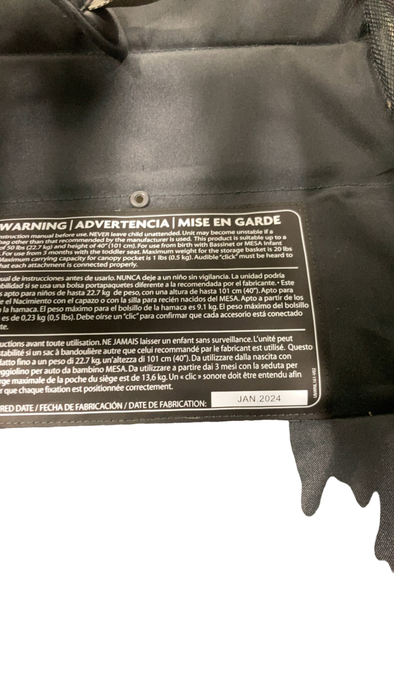 WARNING | ADVERTENCIA | MISE EN GARDE
instruction manual before use. NEVER leave child unattended. Unit may become unstable if a
bag other than that recommended by the manufacturer is used. This product is suitable up to a
of 50 lbs (22.7 kg) and height of 40" (101 cm). For use from birth with Bassinet or MESA Infant
. For use from 3 months with the toddler seat. Maximum weight for the storage basket is 20 lbs
Maximum carrying capacity for canopy pocket is 1 lbs (0.5 kg). Audible "click" must be heard to
that each attachment is connected properly.
ual de instrucciones antes de usarlo. NUNCA deje a un niño sin vigilancia. La unidad podría
abilidad si se usa una bolsa portapaquetes diferente a la recomendada por el fabricante. • Este
s apto para niños de hasta 22.7 kg de peso, con una altura de hasta 101 cm (40"). Apto para
e el Nacimiento con el capazo o con la silla para recién nacidos del MESA. Apto a partir de los
n la hamaca. El peso máximo para el bolsillo de la hamaca es 9.1 kg. El peso máximo del bolsillo
es de 0,23 kg (0,5 lbs). Debe oirse un "clic" para confirmar que cada accesorio está conectado
te.
uctions avant toute utilisation. NE JAMAIS laisser un enfant sans surveillance. L'unité peut
stabilité si un sac à bandoulière autre que celui recommandé par le fabricant est utilisé. Questo
datto fino a un peso di 22.7 kg, un'altezza di 101 cm (40"). Da utilizzare dalla nascita con
ggiolino per auto da bambino MESA. Da utilizzare a partire dai 3 mesi con la seduta per
rge maximale de la poche du siège est de 13,6 kg. Un « clic » sonore doit être entendu afin
r que chaque fixation est positionnée correctement.
RED DATE / FECHA DE FABRICACIÓN / DATE DE FABRICATION:
JAN.2024